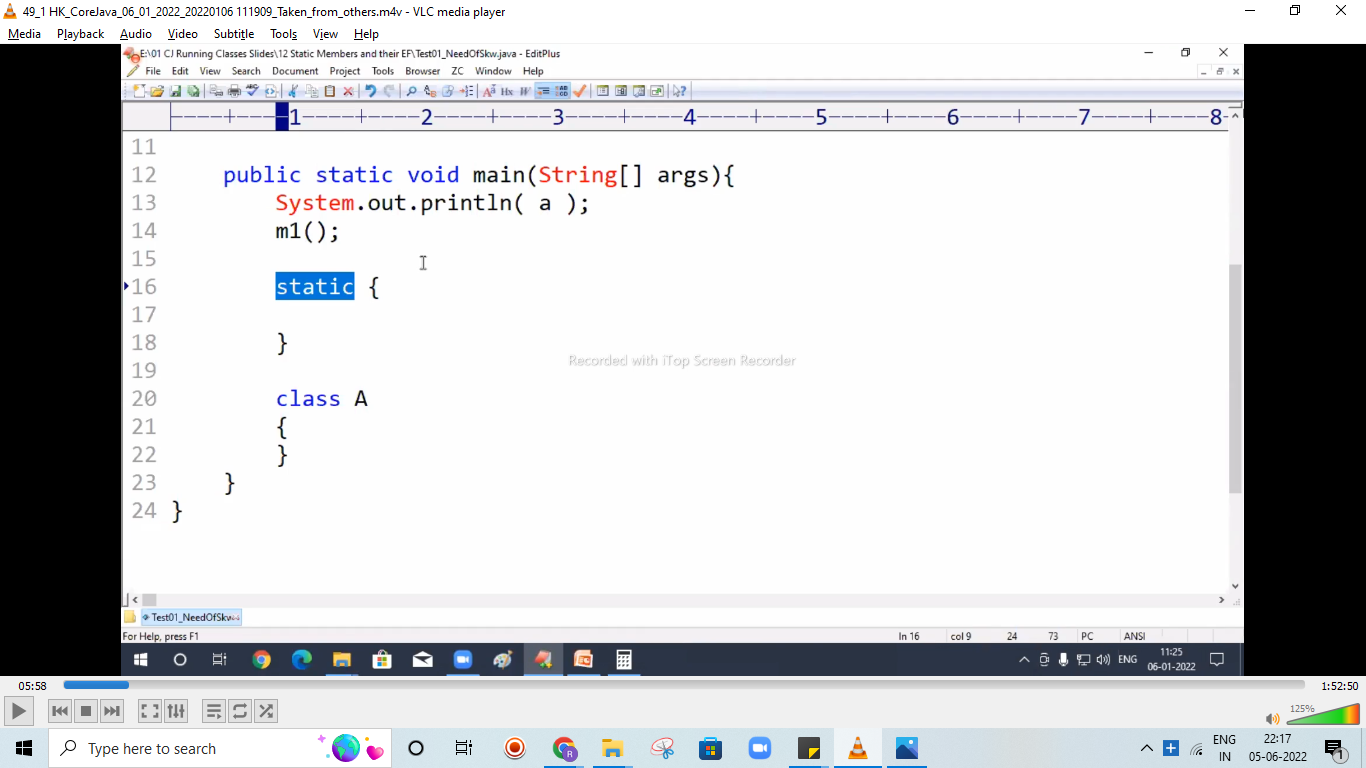 49_1 HK_CoreJava_06_01_2022_20220106 111909_Taken_from_others.m4v - VLC media player
Media Playback Audio Video Subtitle Tools View Help
E:\01 CJ Running Classes Slides\12 Static Members and their EF\Test01_NeedOfSkw.java - EditPlus
File Edit View Search Document Project Tools Browser ZC Window Help
----+----1----+----2----+----3----+----4----+----5----+----6----+----7----+----8-
11
12 public static void main(String[] args){
13 System.out.println( a );
14 m1();
15
16 static {
17
18 }
19
20 class A
21 {
22 }
23 }
24 }
Recorded with iTop Screen Recorder
Test01_NeedOfSkw
For Help, press F1 ln 16 col 9 24 73 PC ANSI
ENG 11:25
06-01-2022
05:58 1:52:50
125%
Type here to search
ENG 22:17
IN 05-06-2022 1